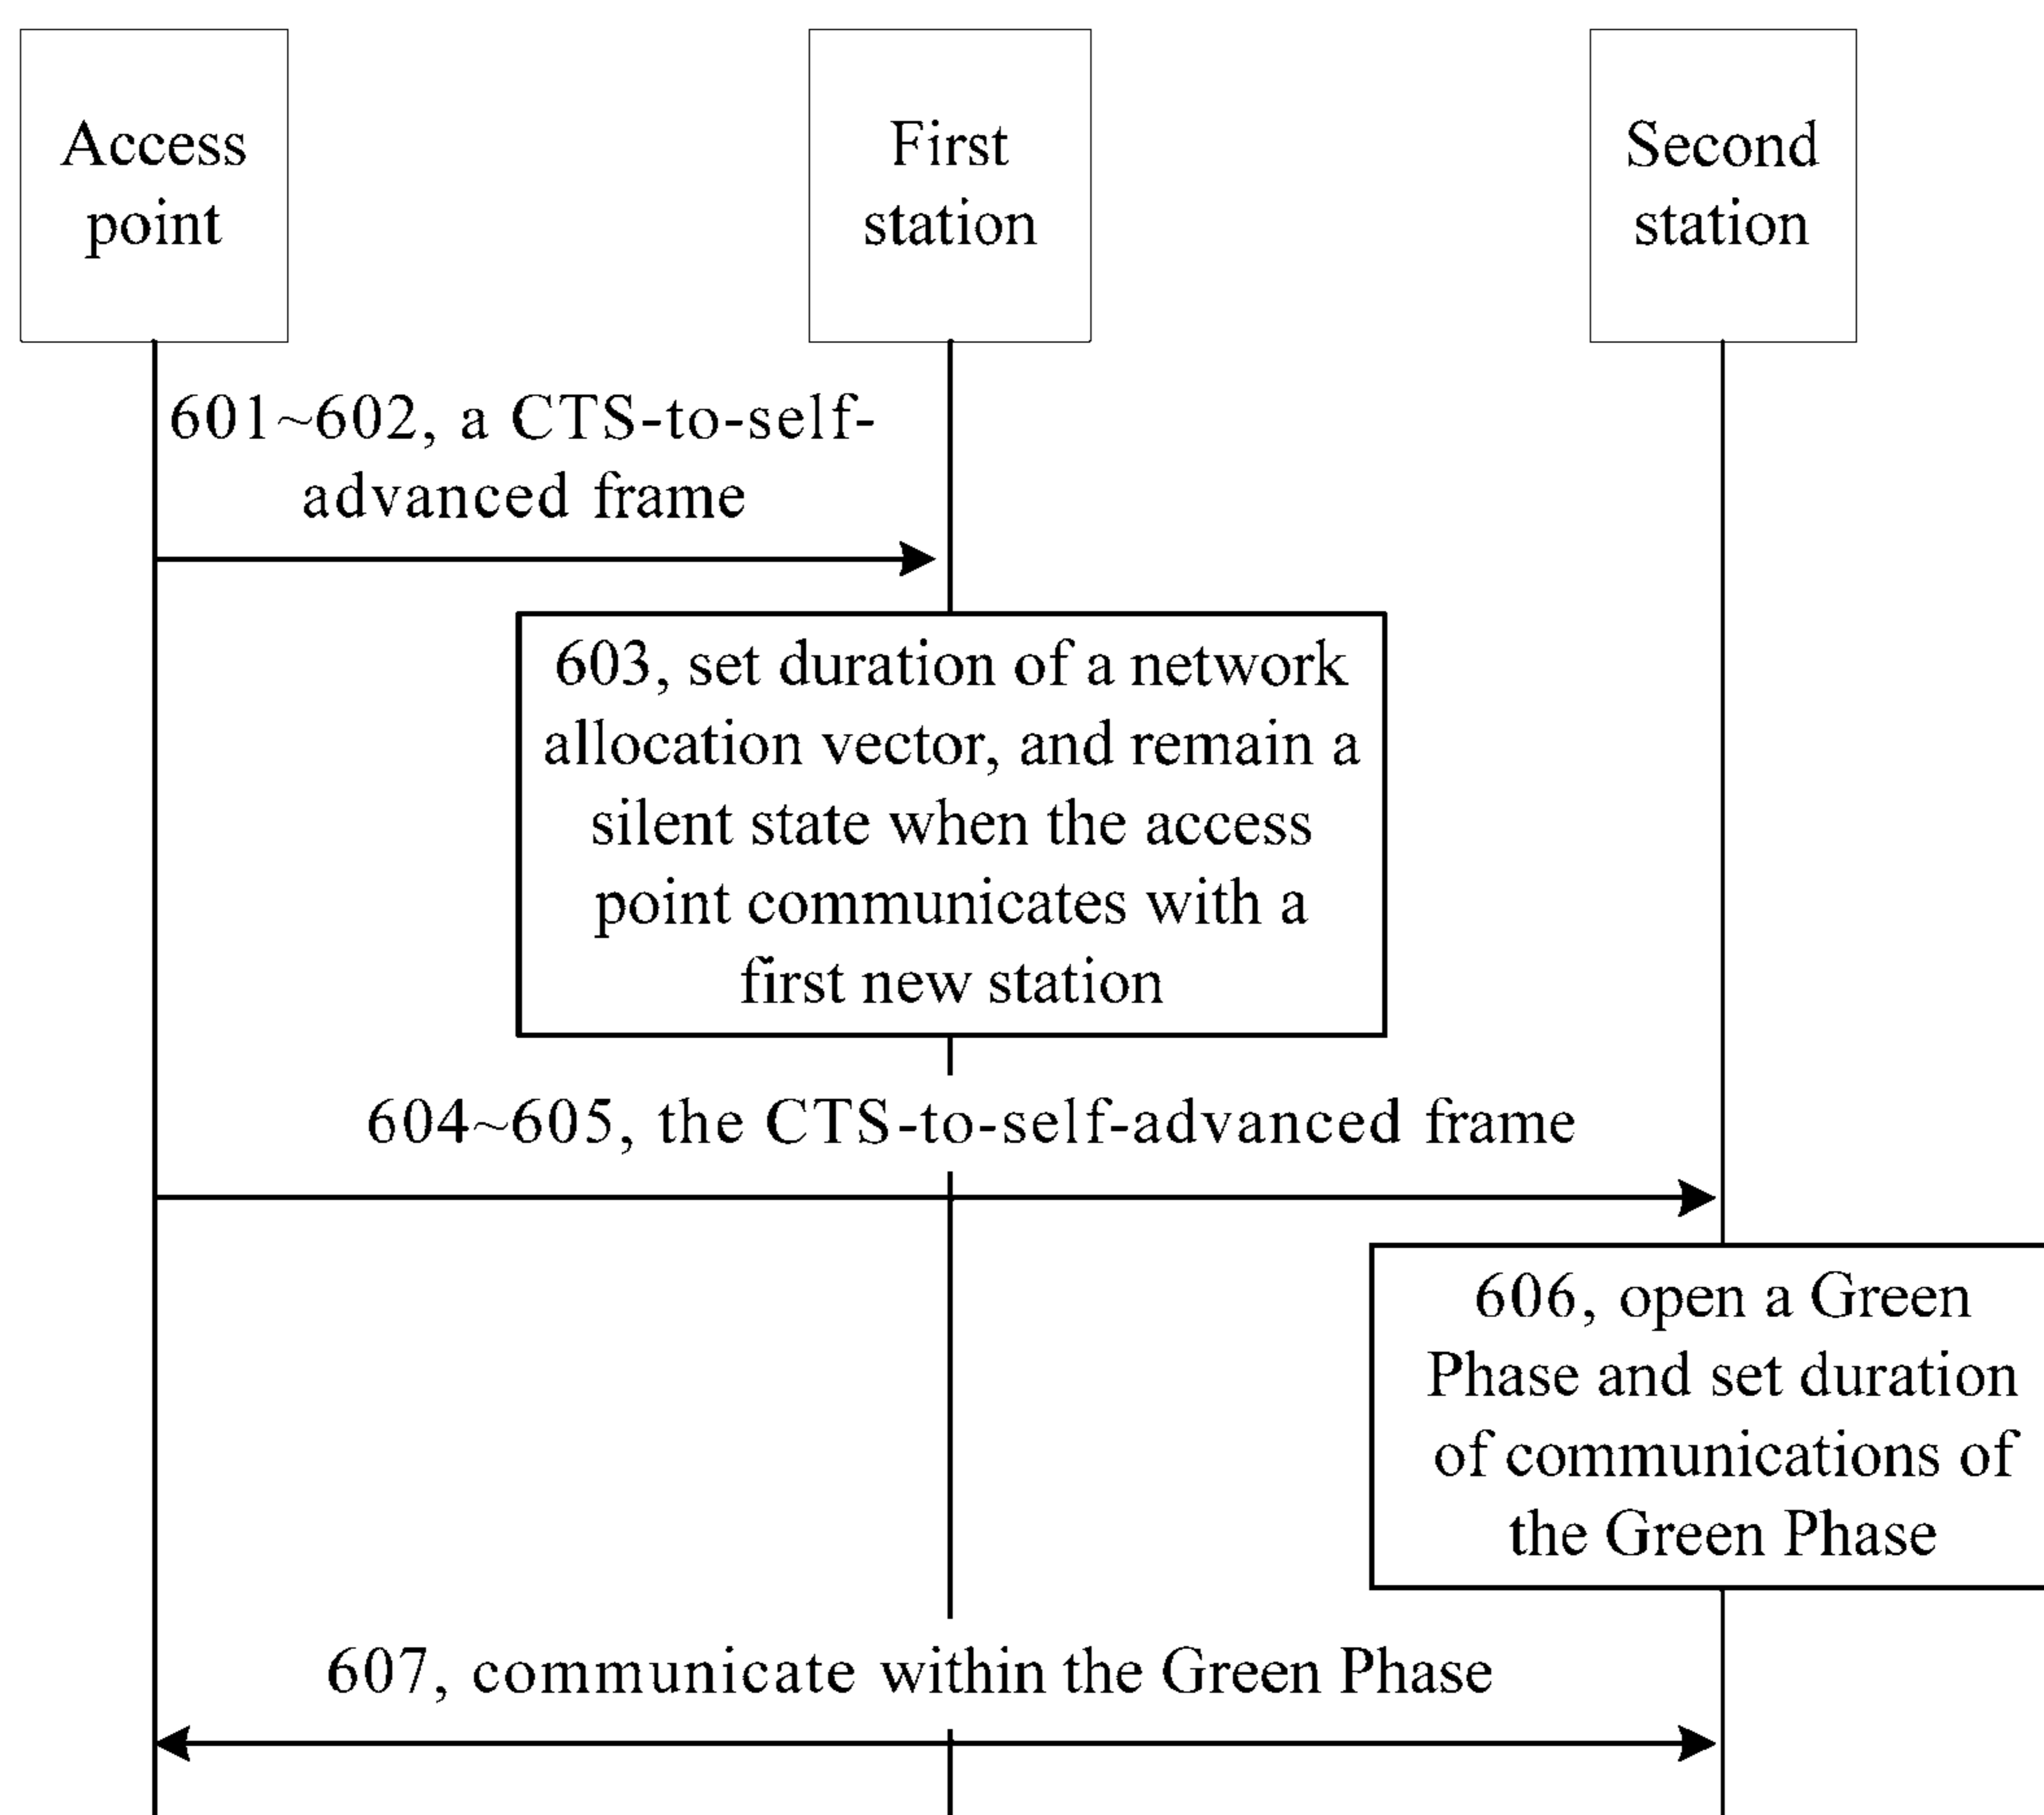 Access
point
First
station
Second
station
601~602, a CTS-to-self-
advanced frame
603, set duration of a network
allocation vector, and remain a
silent state when the access
point communicates with a
first new station
604~605, the CTS-to-self-advanced frame
606, open a Green
Phase and set duration
of communications of
the Green Phase
607, communicate within the Green Phase